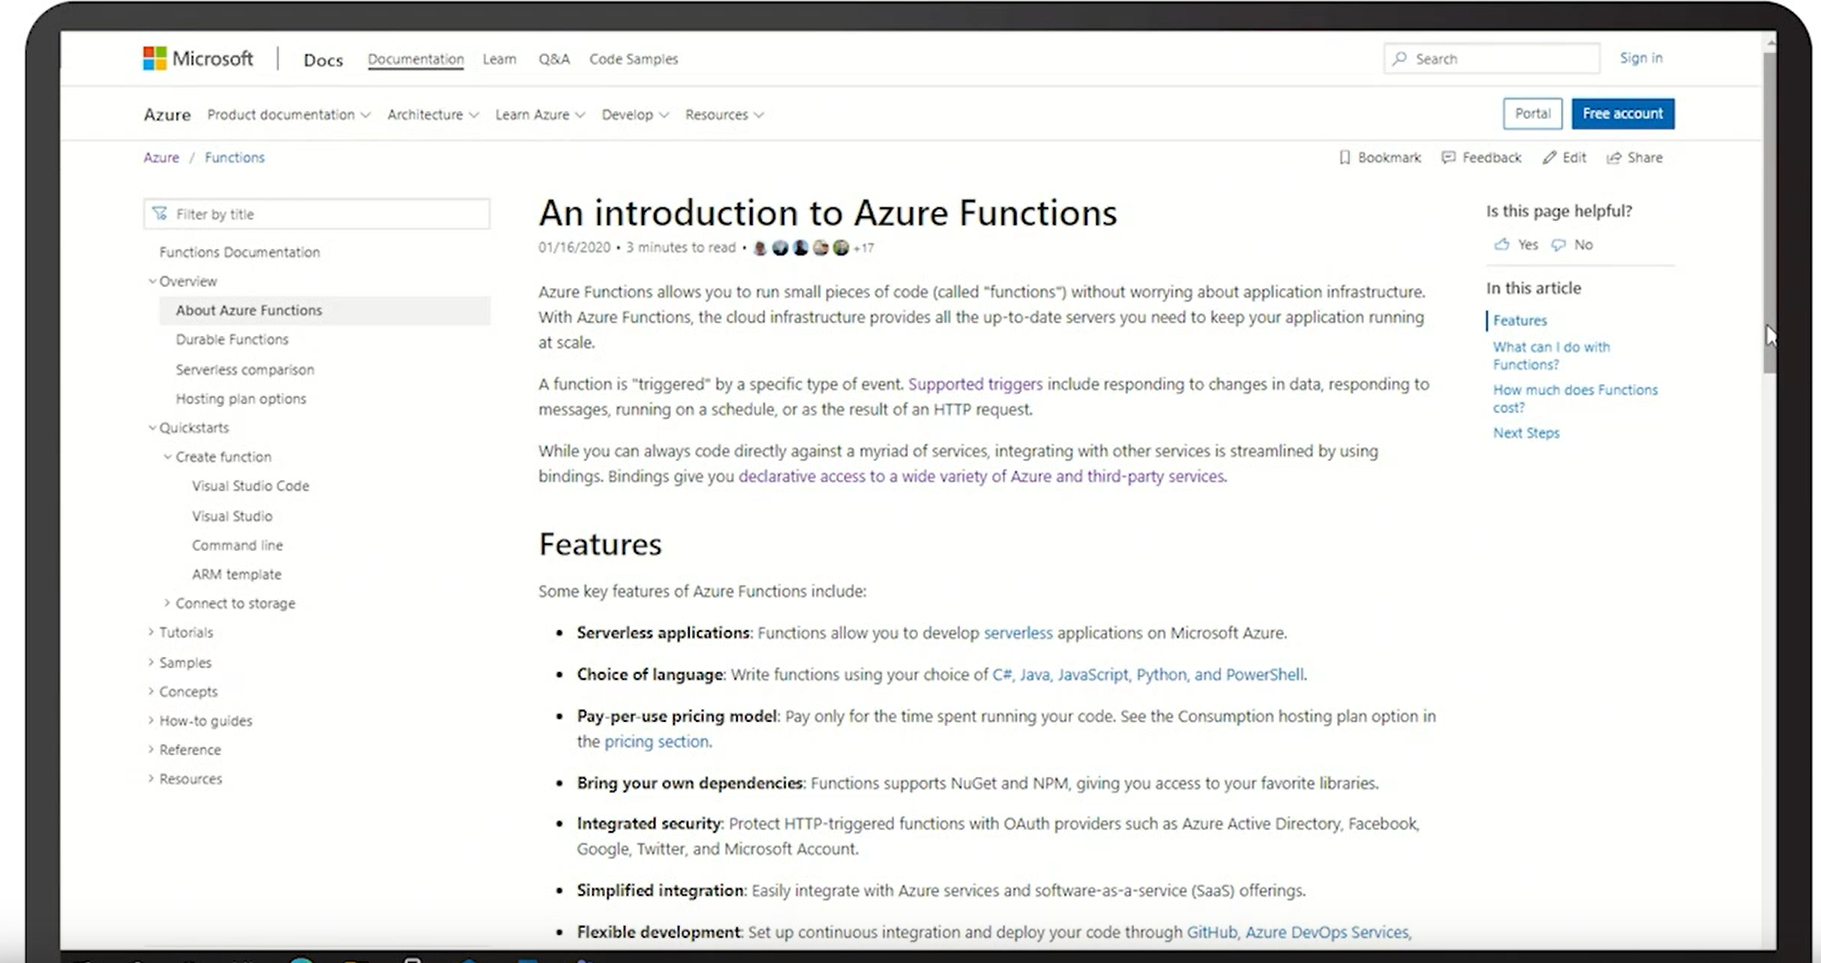 Microsoft Docs Documentation Learn Q&A Code Samples Search Sign in
Azure Product documentation Architecture Learn Azure Develop Resources Portal Free account
Azure / Functions Bookmark Feedback Edit Share
Filter by title
Functions Documentation
Overview
About Azure Functions
Durable Functions
Serverless comparison
Hosting plan options
Quickstarts
Create function
Visual Studio Code
Visual Studio
Command line
ARM template
Connect to storage
Tutorials
Samples
Concepts
How-to guides
Reference
Resources
An introduction to Azure Functions
01/16/2020 • 3 minutes to read • +17
Azure Functions allows you to run small pieces of code (called "functions") without worrying about application infrastructure.
With Azure Functions, the cloud infrastructure provides all the up-to-date servers you need to keep your application running
at scale.
A function is "triggered" by a specific type of event. Supported triggers include responding to changes in data, responding to
messages, running on a schedule, or as the result of an HTTP request.
While you can always code directly against a myriad of services, integrating with other services is streamlined by using
bindings. Bindings give you declarative access to a wide variety of Azure and third-party services.
Features
Some key features of Azure Functions include:
• Serverless applications: Functions allow you to develop serverless applications on Microsoft Azure.
• Choice of language: Write functions using your choice of C#, Java, JavaScript, Python, and PowerShell.
• Pay-per-use pricing model: Pay only for the time spent running your code. See the Consumption hosting plan option in
the pricing section.
• Bring your own dependencies: Functions supports NuGet and NPM, giving you access to your favorite libraries.
• Integrated security: Protect HTTP-triggered functions with OAuth providers such as Azure Active Directory, Facebook,
Google, Twitter, and Microsoft Account.
• Simplified integration: Easily integrate with Azure services and software-as-a-service (SaaS) offerings.
• Flexible development: Set up continuous integration and deploy your code through GitHub, Azure DevOps Services,
Is this page helpful?
Yes No
In this article
Features
What can I do with
Functions?
How much does Functions
cost?
Next Steps